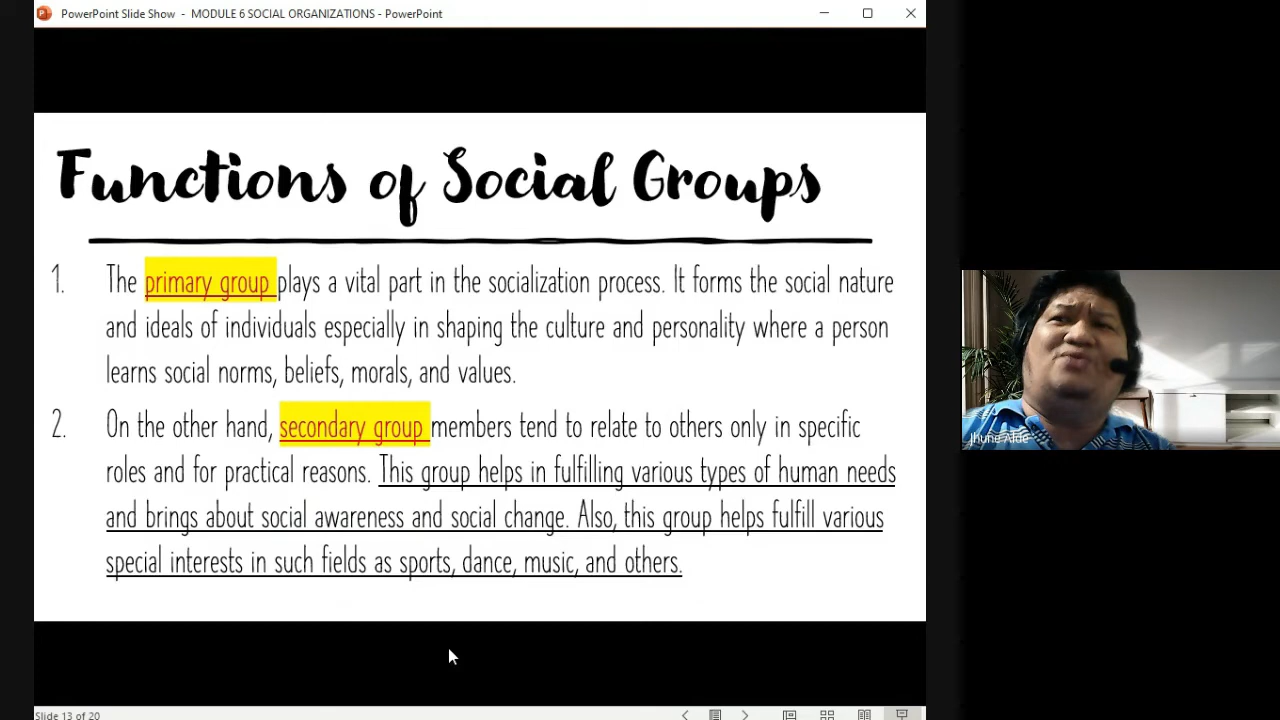 PowerPoint Slide Show - MODULE 6 SOCIAL ORGANIZATIONS - PowerPoint
Functions of Social Groups
1. The primary group plays a vital part in the socialization process. It forms the social nature
and ideals of individuals especially in shaping the culture and personality where a person
learns social norms, beliefs, morals, and values.
2. On the other hand, secondary group members tend to relate to others only in specific
roles and for practical reasons. This group helps in fulfilling various types of human needs
and brings about social awareness and social change. Also, this group helps fulfill various
special interests in such fields as sports, dance, music, and others.
Jhune Alde
Slide 13 of 20